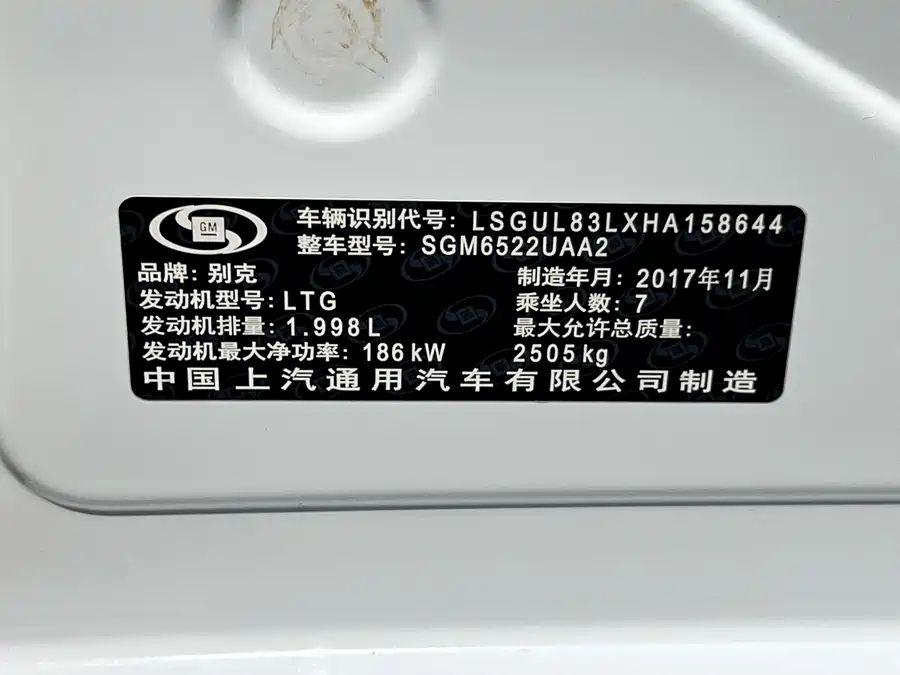 GM
车辆识别代号: LSGUL83LXHA158644
整车型号: SGM6522UAA2
品牌: 别克
制造年月: 2017年11月
发动机型号: LTG
乘坐人数: 7
发动机排量: 1.998L
最大允许总质量:
发动机最大净功率: 186kW
2505kg
中国上汽通用汽车有限公司制造